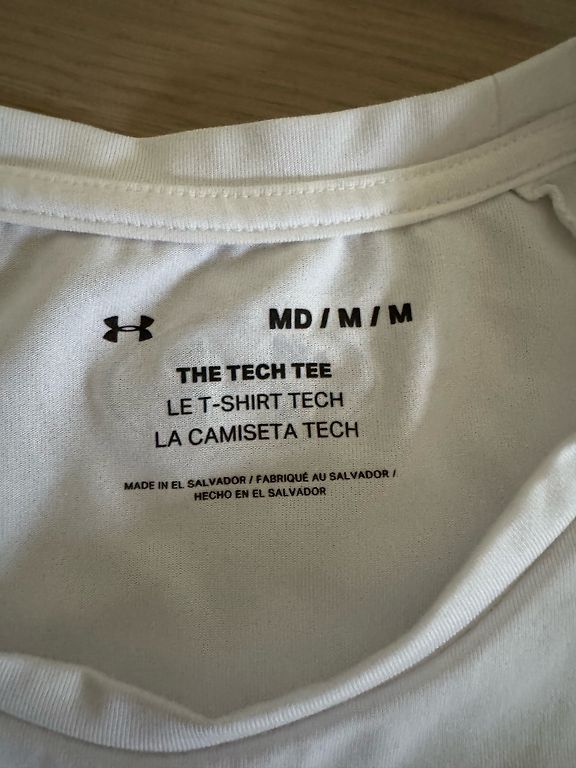 MD / M / M
THE TECH TEE
LE T-SHIRT TECH
LA CAMISETA TECH
MADE IN EL SALVADOR / FABRIQUÉ AU SALVADOR /
HECHO EN EL SALVADOR